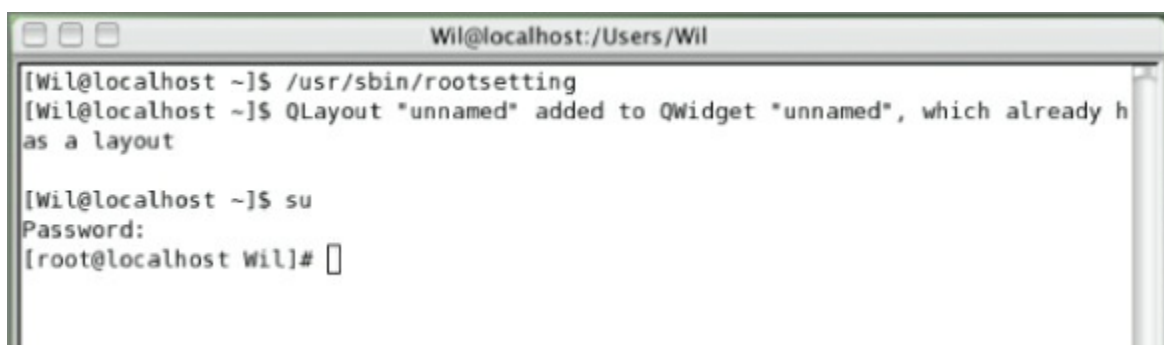 Wil@localhost:/Users/Wil
[Wil@localhost ~]$ /usr/sbin/rootsetting
[Wil@localhost ~]$ QLayout "unnamed" added to QWidget "unnamed", which already h
as a layout
[Wil@localhost ~]$ su
Password:
[root@localhost Wil]#